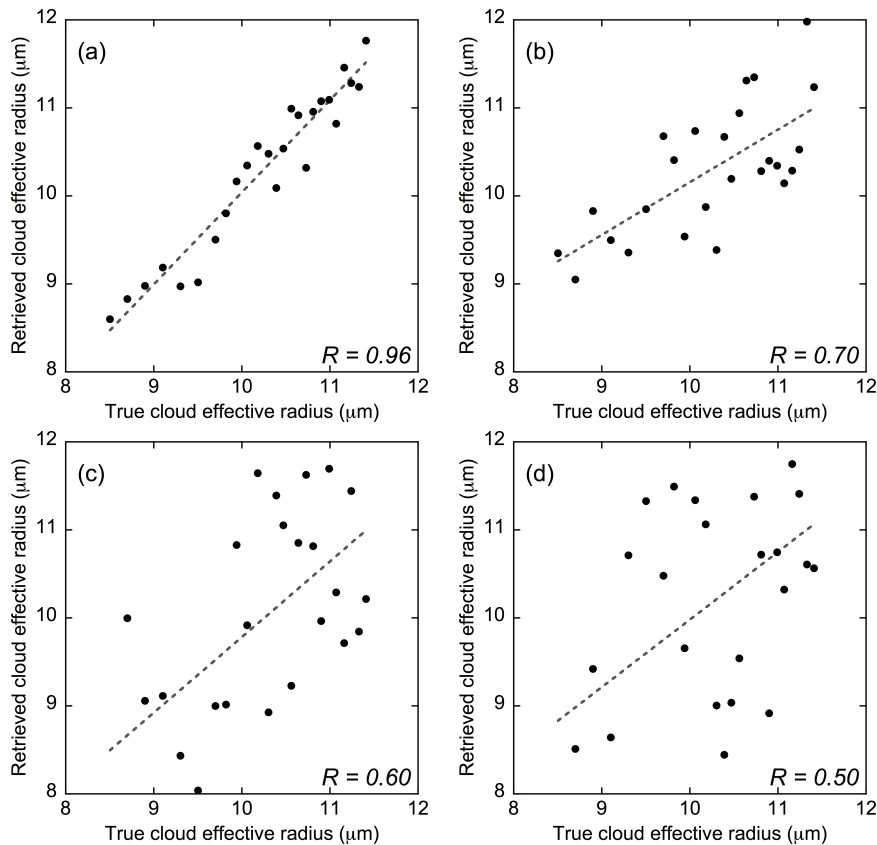 (a)
Retrieved cloud effective radius (μm)
12
11
10
9
8
R = 0.96
8 9 10 11 12
True cloud effective radius (μm)
(b)
Retrieved cloud effective radius (μm)
12
11
10
9
8
R = 0.70
8 9 10 11 12
True cloud effective radius (μm)
(c)
Retrieved cloud effective radius (μm)
12
11
10
9
8
R = 0.60
8 9 10 11 12
True cloud effective radius (μm)
(d)
Retrieved cloud effective radius (μm)
12
11
10
9
8
R = 0.50
8 9 10 11 12
True cloud effective radius (μm)